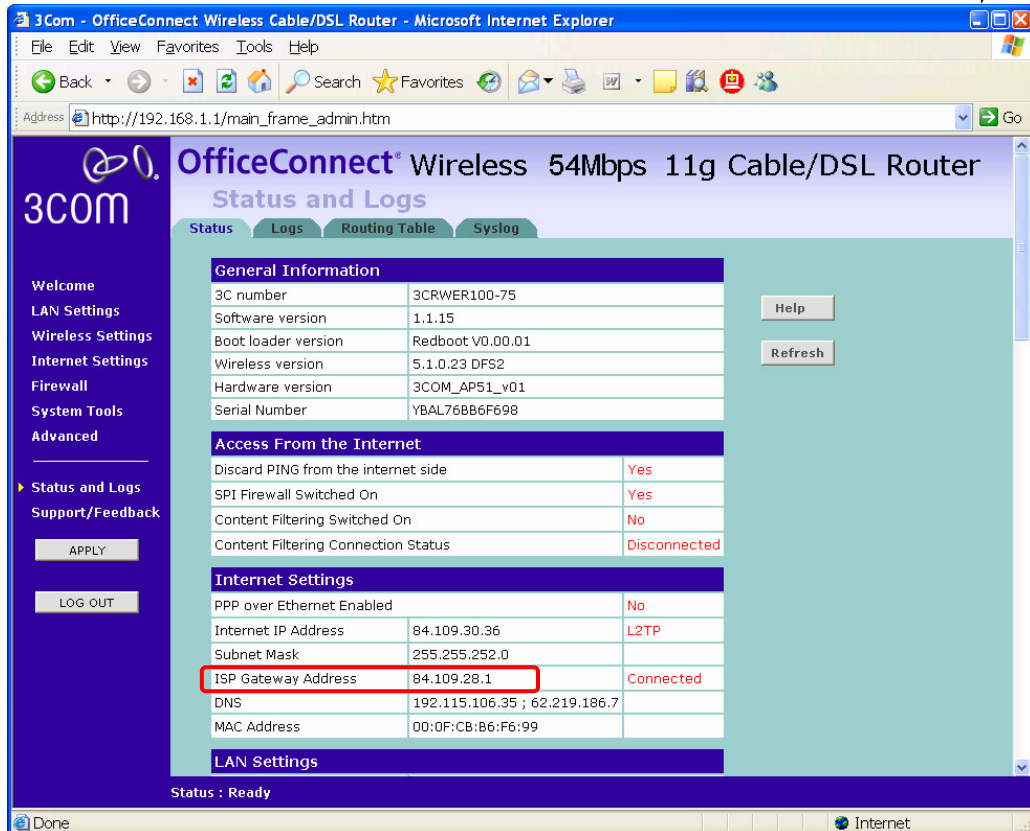 3Com - OfficeConnect Wireless Cable/DSL Router - Microsoft Internet Explorer
File Edit View Favorites Tools Help
Back Search Favorites
Address http://192.168.1.1/main_frame_admin.htm Go
3COM
OfficeConnect® Wireless 54Mbps 11g Cable/DSL Router
Status and Logs
Status Logs Routing Table Syslog
Welcome
LAN Settings
Wireless Settings
Internet Settings
Firewall
System Tools
Advanced
Status and Logs
Support/Feedback
APPLY
LOG OUT
General Information
3C number 3CRWER100-75
Software version 1.1.15
Boot loader version Redboot V0.00.01
Wireless version 5.1.0.23 DFS2
Hardware version 3COM_AP51_v01
Serial Number YBAL76BB6F698
Help
Refresh
Access From the Internet
Discard PING from the internet side Yes
SPI Firewall Switched On Yes
Content Filtering Switched On No
Content Filtering Connection Status Disconnected
Internet Settings
PPP over Ethernet Enabled No
Internet IP Address 84.109.30.36 L2TP
Subnet Mask 255.255.252.0
ISP Gateway Address 84.109.28.1 Connected
DNS 192.115.106.35 ; 62.219.186.7
MAC Address 00:0F:CB:B6:F6:99
LAN Settings
Status : Ready
Done Internet